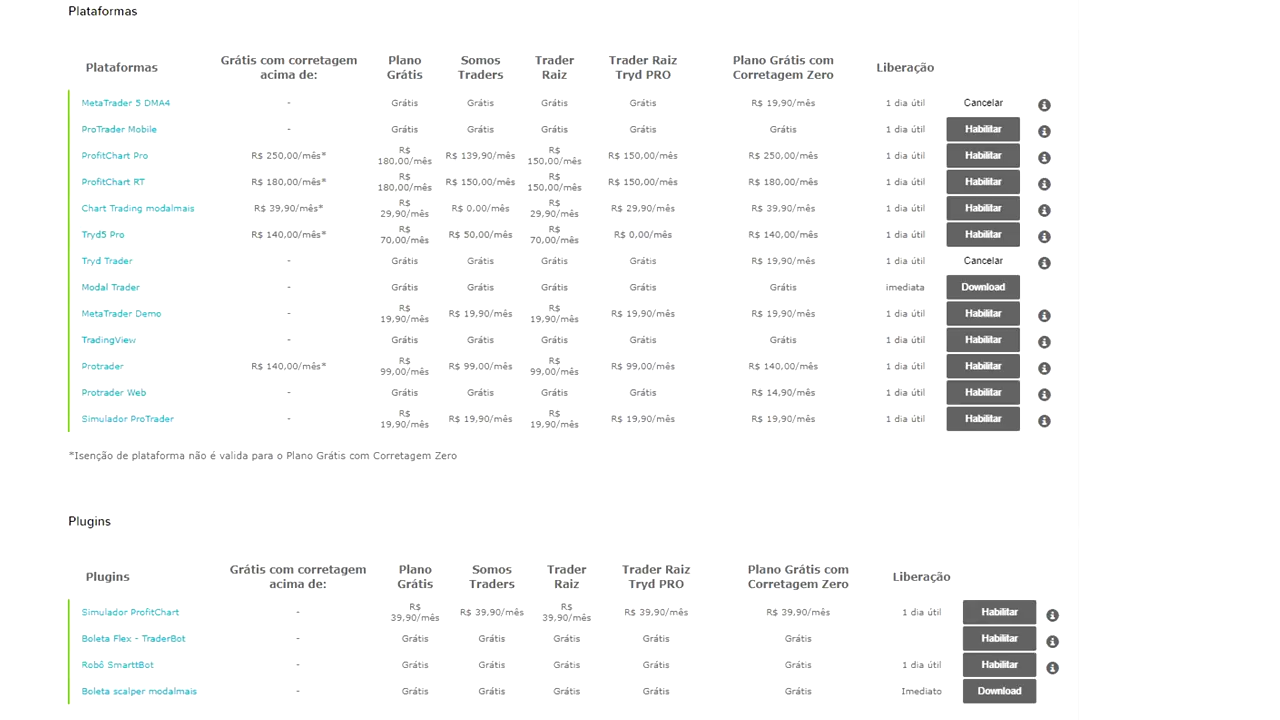 Plataformas
Plataformas Grátis com corretagem acima de: Plano Grátis Somos Traders Trader Raiz Trader Raiz Tryd PRO Plano Grátis com Corretagem Zero Liberação
MetaTrader 5 DMA4 - Grátis Grátis Grátis Grátis R$ 19,90/mês 1 dia útil Cancelar
ProTrader Mobile - Grátis Grátis Grátis Grátis Grátis 1 dia útil Habilitar
ProfitChart Pro R$ 250,00/mês* R$ 180,00/mês R$ 139,90/mês R$ 150,00/mês R$ 150,00/mês R$ 250,00/mês 1 dia útil Habilitar
ProfitChart RT R$ 180,00/mês* R$ 180,00/mês R$ 150,00/mês R$ 150,00/mês R$ 150,00/mês R$ 180,00/mês 1 dia útil Habilitar
Chart Trading modalmais R$ 39,90/mês* R$ 29,90/mês R$ 0,00/mês R$ 29,90/mês R$ 29,90/mês R$ 39,90/mês 1 dia útil Habilitar
Tryd5 Pro R$ 140,00/mês* R$ 70,00/mês R$ 50,00/mês R$ 70,00/mês R$ 0,00/mês R$ 140,00/mês 1 dia útil Habilitar
Tryd Trader - Grátis Grátis Grátis Grátis R$ 19,90/mês 1 dia útil Cancelar
Modal Trader - Grátis Grátis Grátis Grátis Grátis imediata Download
MetaTrader Demo - R$ 19,90/mês R$ 19,90/mês R$ 19,90/mês R$ 19,90/mês R$ 19,90/mês 1 dia útil Habilitar
TradingView - Grátis Grátis Grátis Grátis Grátis 1 dia útil Habilitar
Protrader R$ 140,00/mês* R$ 99,00/mês R$ 99,00/mês R$ 99,00/mês R$ 99,00/mês R$ 140,00/mês 1 dia útil Habilitar
Protrader Web - Grátis Grátis Grátis Grátis R$ 14,90/mês 1 dia útil Habilitar
Simulador ProTrader - R$ 19,90/mês R$ 19,90/mês R$ 19,90/mês R$ 19,90/mês R$ 19,90/mês 1 dia útil Habilitar
*Isenção de plataforma não é valida para o Plano Grátis com Corretagem Zero
Plugins
Plugins Grátis com corretagem acima de: Plano Grátis Somos Traders Trader Raiz Trader Raiz Tryd PRO Plano Grátis com Corretagem Zero Liberação
Simulador ProfitChart - R$ 39,90/mês R$ 39,90/mês R$ 39,90/mês R$ 39,90/mês R$ 39,90/mês 1 dia útil Habilitar
Boleta Flex - TraderBot - Grátis Grátis Grátis Grátis Grátis Habilitar
Robô SmarttBot - Grátis Grátis Grátis Grátis Grátis 1 dia útil Habilitar
Boleta scalper modalmais - Grátis Grátis Grátis Grátis Grátis Imediato Download